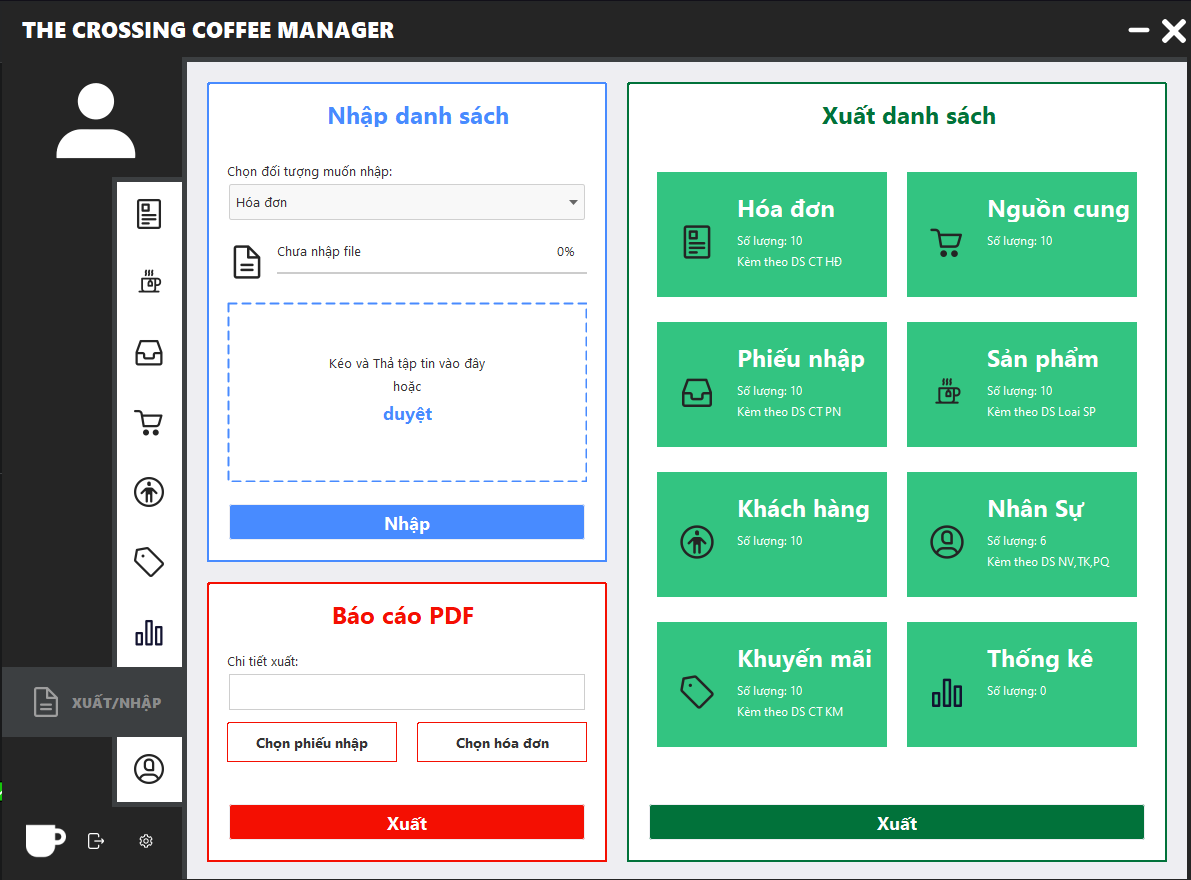 THE CROSSING COFFEE MANAGER
XUẤT/NHẬP
Nhập danh sách
Chọn đối tượng muốn nhập:
Hóa đơn
Chưa nhập file 0%
Kéo và Thả tập tin vào đây
hoặc
duyệt
Nhập
Báo cáo PDF
Chi tiết xuất:
Chọn phiếu nhập Chọn hóa đơn
Xuất
Xuất danh sách
Hóa đơn
Số lượng: 10
Kèm theo DS CT HĐ
Nguồn cung
Số lượng: 10
Phiếu nhập
Số lượng: 10
Kèm theo DS CT PN
Sản phẩm
Số lượng: 10
Kèm theo DS Loai SP
Khách hàng
Số lượng: 10
Nhân Sự
Số lượng: 6
Kèm theo DS NV,TK,PQ
Khuyến mãi
Số lượng: 10
Kèm theo DS CT KM
Thống kê
Số lượng: 0
Xuất